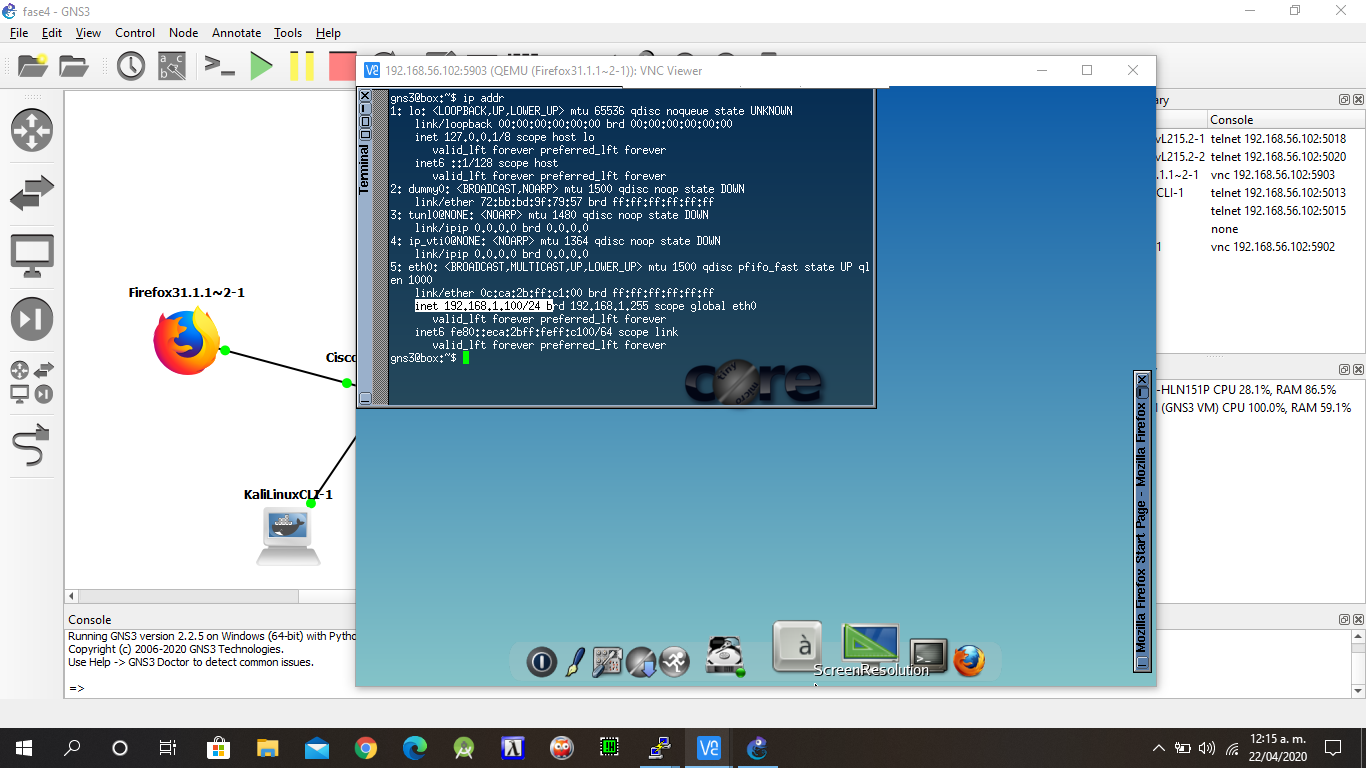 fase4 - GNS3
File Edit View Control Node Annotate Tools Help
192.168.56.102:5903 (QEMU (Firefox31.1.1~2-1)): VNC Viewer
Terminal
gns3@box:~$ ip addr
1: lo: <LOOPBACK,UP,LOWER_UP> mtu 65536 qdisc noqueue state UNKNOWN
link/loopback 00:00:00:00:00:00 brd 00:00:00:00:00:00
inet 127.0.0.1/8 scope host lo
valid_lft forever preferred_lft forever
inet6 ::1/128 scope host
valid_lft forever preferred_lft forever
2: dummy0: <BROADCAST,NOARP> mtu 1500 qdisc noop state DOWN
link/ether 72:bb:bd:9f:79:57 brd ff:ff:ff:ff:ff:ff
3: tunl0@NONE: <NOARP> mtu 1480 qdisc noop state DOWN
link/ipip 0.0.0.0 brd 0.0.0.0
4: ip_vti0@NONE: <NOARP> mtu 1364 qdisc noop state DOWN
link/ipip 0.0.0.0 brd 0.0.0.0
5: eth0: <BROADCAST,MULTICAST,UP,LOWER_UP> mtu 1500 qdisc pfifo_fast state UP ql
en 1000
link/ether 0c:ca:2b:ff:c1:00 brd ff:ff:ff:ff:ff:ff
inet 192.168.1.100/24 brd 192.168.1.255 scope global eth0
valid_lft forever preferred_lft forever
inet6 fe80::eca:2bff:feff:c100/64 scope link
valid_lft forever preferred_lft forever
gns3@box:~$
tiny
core
micro
Mozilla Firefox Start Page - Mozilla Firefox
à
ScreenResolution
Firefox31.1.1~2-1
Cisco
KaliLinuxCLI-1
ary
Console
vL215.2-1 telnet 192.168.56.102:5018
vL215.2-2 telnet 192.168.56.102:5020
.1.1~2-1 vnc 192.168.56.102:5903
CLI-1 telnet 192.168.56.102:5013
telnet 192.168.56.102:5015
none
1 vnc 192.168.56.102:5902
-HLN151P CPU 28.1%, RAM 86.5%
(GNS3 VM) CPU 100.0%, RAM 59.1%
Console
Running GNS3 version 2.2.5 on Windows (64-bit) with Pytho
Copyright (c) 2006-2020 GNS3 Technologies.
Use Help -> GNS3 Doctor to detect common issues.
=>
12:15 a. m.
22/04/2020